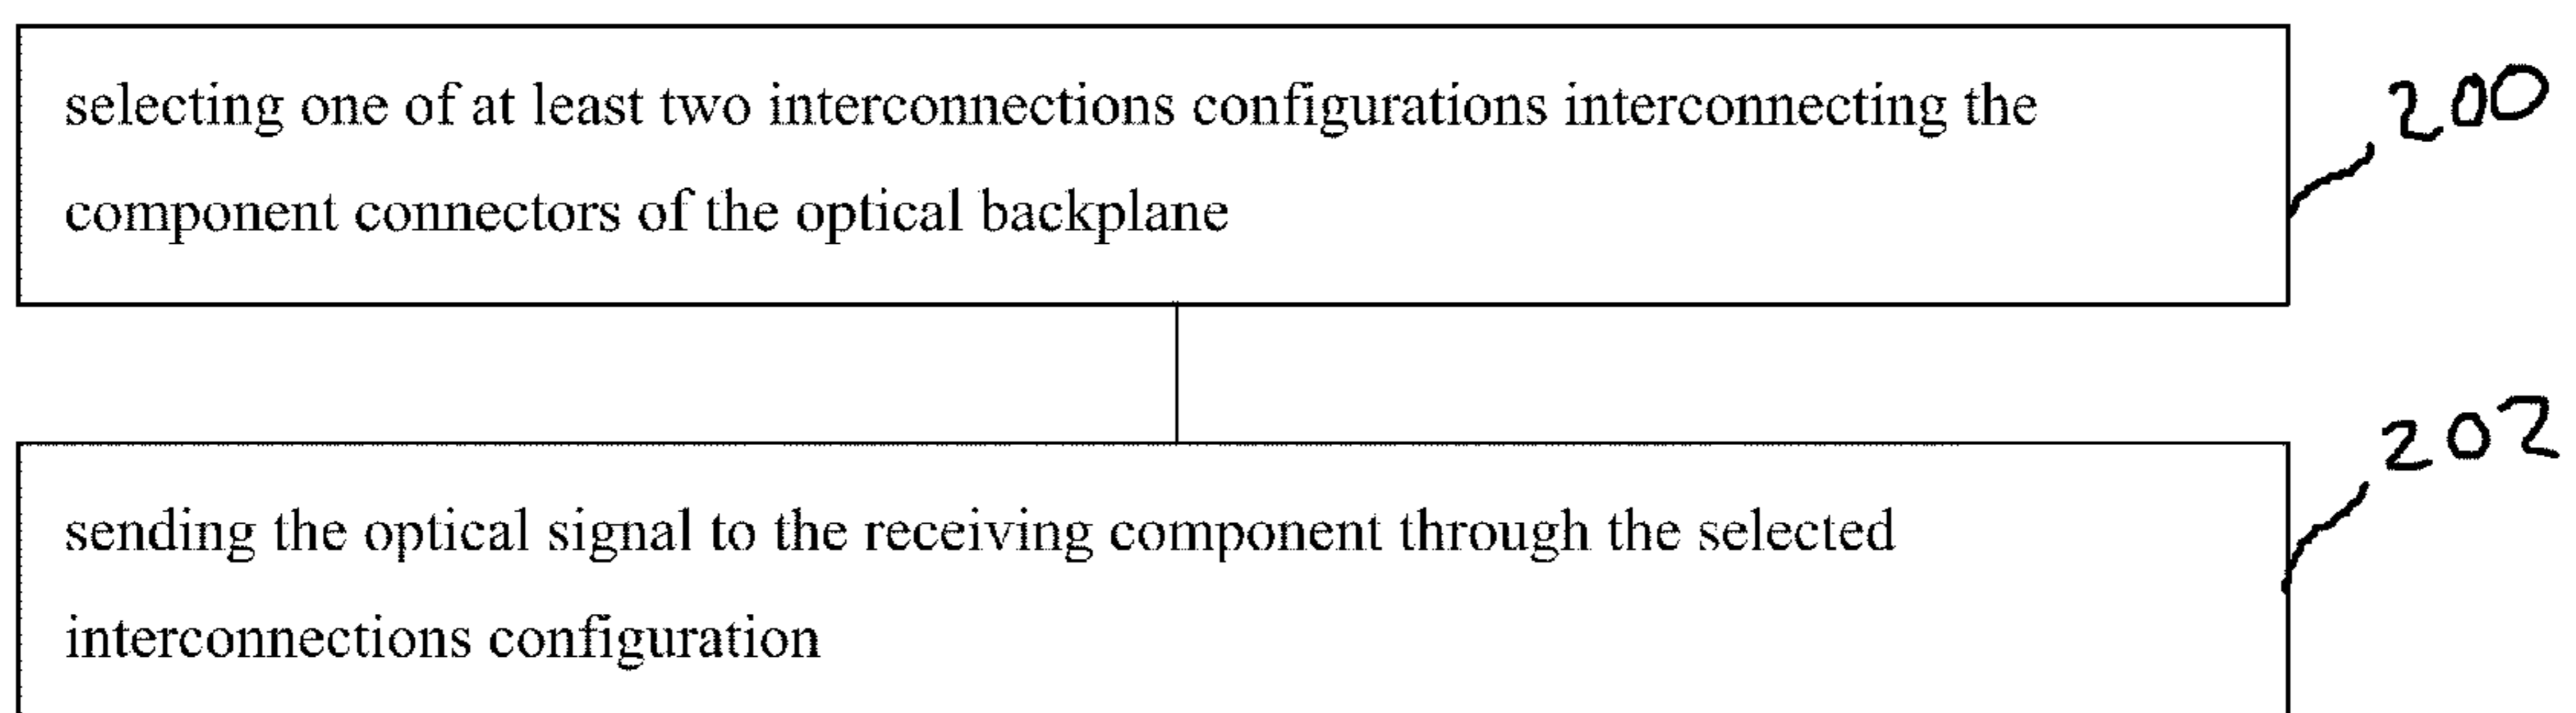 selecting one of at least two interconnections configurations interconnecting the
component connectors of the optical backplane
200
sending the optical signal to the receiving component through the selected
interconnections configuration
202